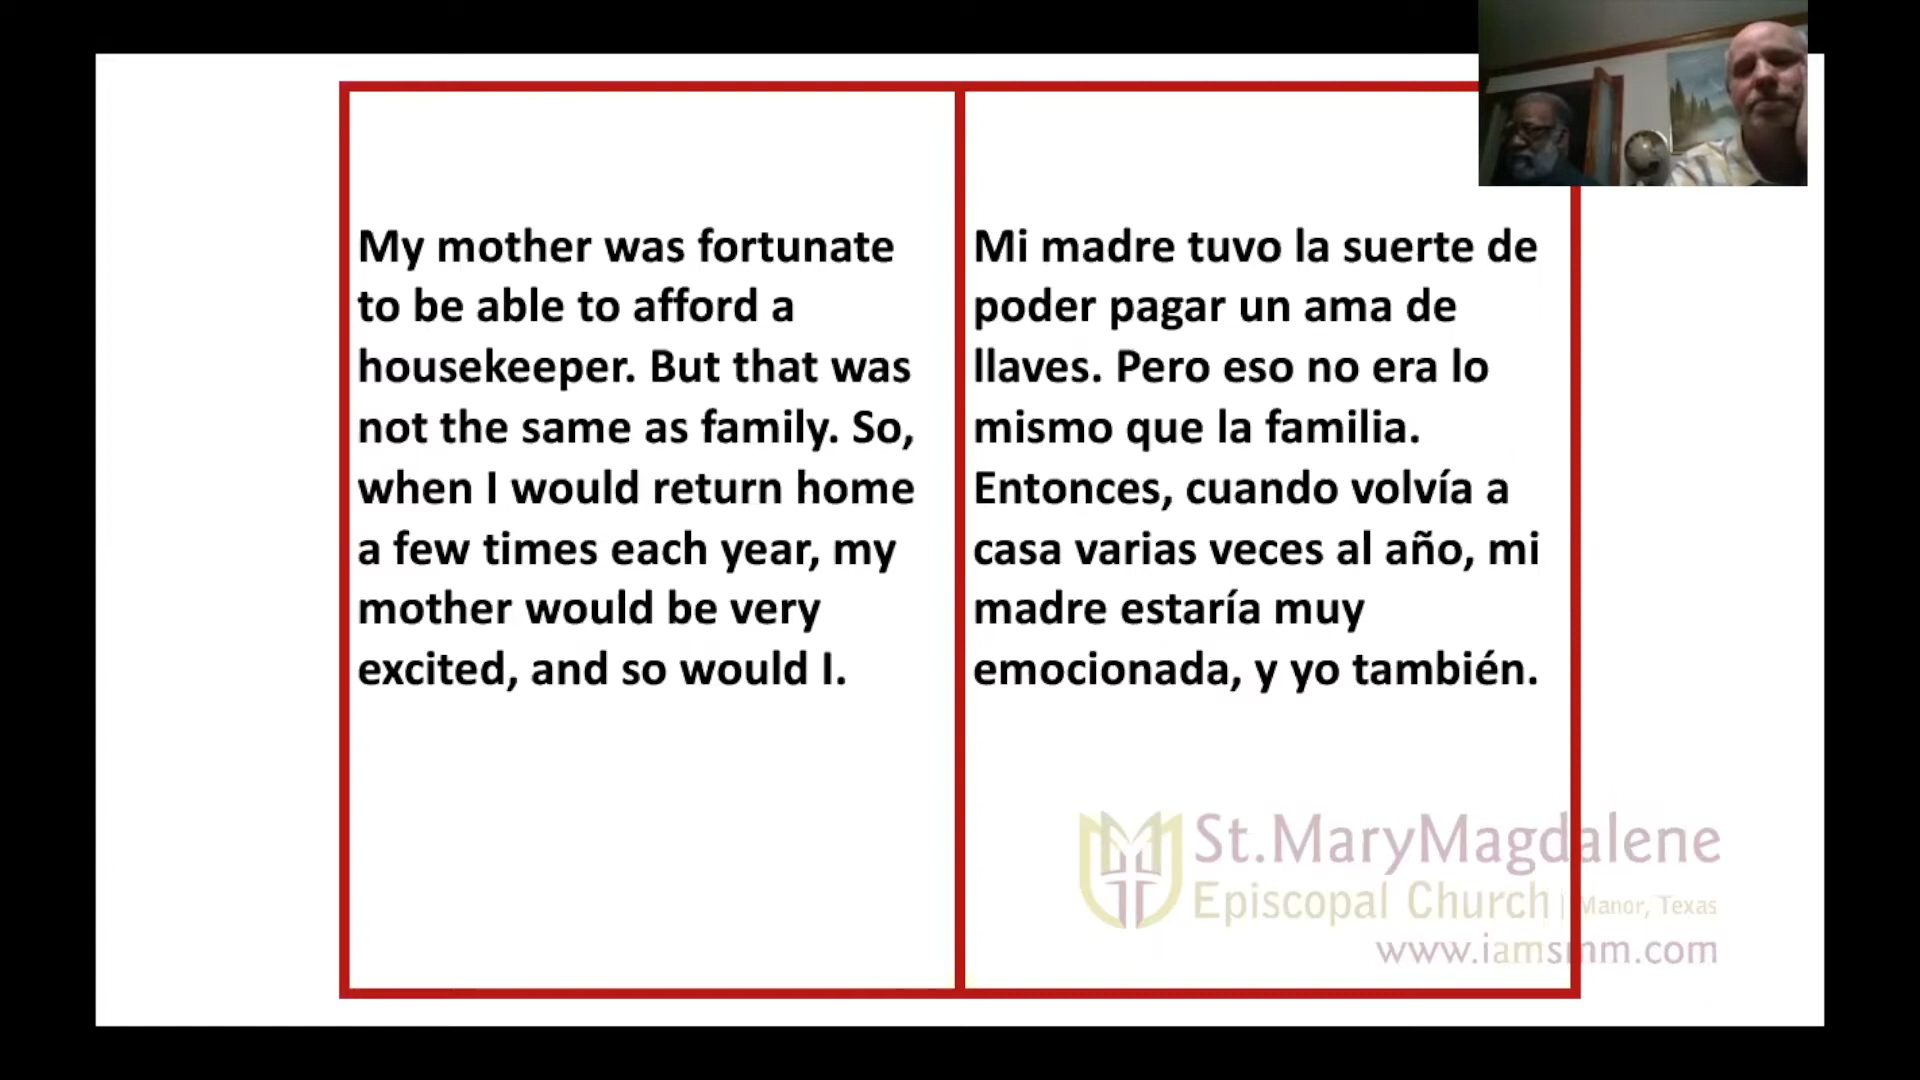 My mother was fortunate
to be able to afford a
housekeeper. But that was
not the same as family. So,
when I would return home
a few times each year, my
mother would be very
excited, and so would I.
Mi madre tuvo la suerte de
poder pagar un ama de
llaves. Pero eso no era lo
mismo que la familia.
Entonces, cuando volvía a
casa varias veces al año, mi
madre estaría muy
emocionada, y yo también.
St.MaryMagdalene
Episcopal Church | Manor, Texas
www.iamsmm.com